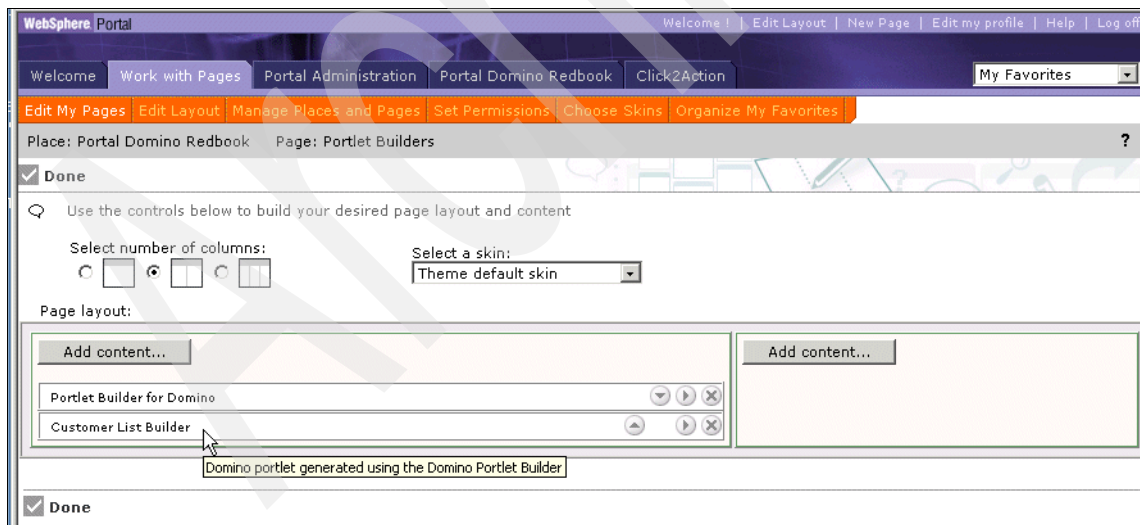 WebSphere Portal Welcome ! | Edit Layout | New Page | Edit my profile | Help | Log off
Welcome Work with Pages Portal Administration Portal Domino Redbook Click2Action My Favorites
Edit My Pages Edit Layout Manage Places and Pages Set Permissions Choose Skins Organize My Favorites
Place: Portal Domino Redbook Page: Portlet Builders ?
Done
Use the controls below to build your desired page layout and content
Select number of columns:
Select a skin:
Theme default skin
Page layout:
Add content... Add content...
Portlet Builder for Domino
Customer List Builder
Domino portlet generated using the Domino Portlet Builder
Done